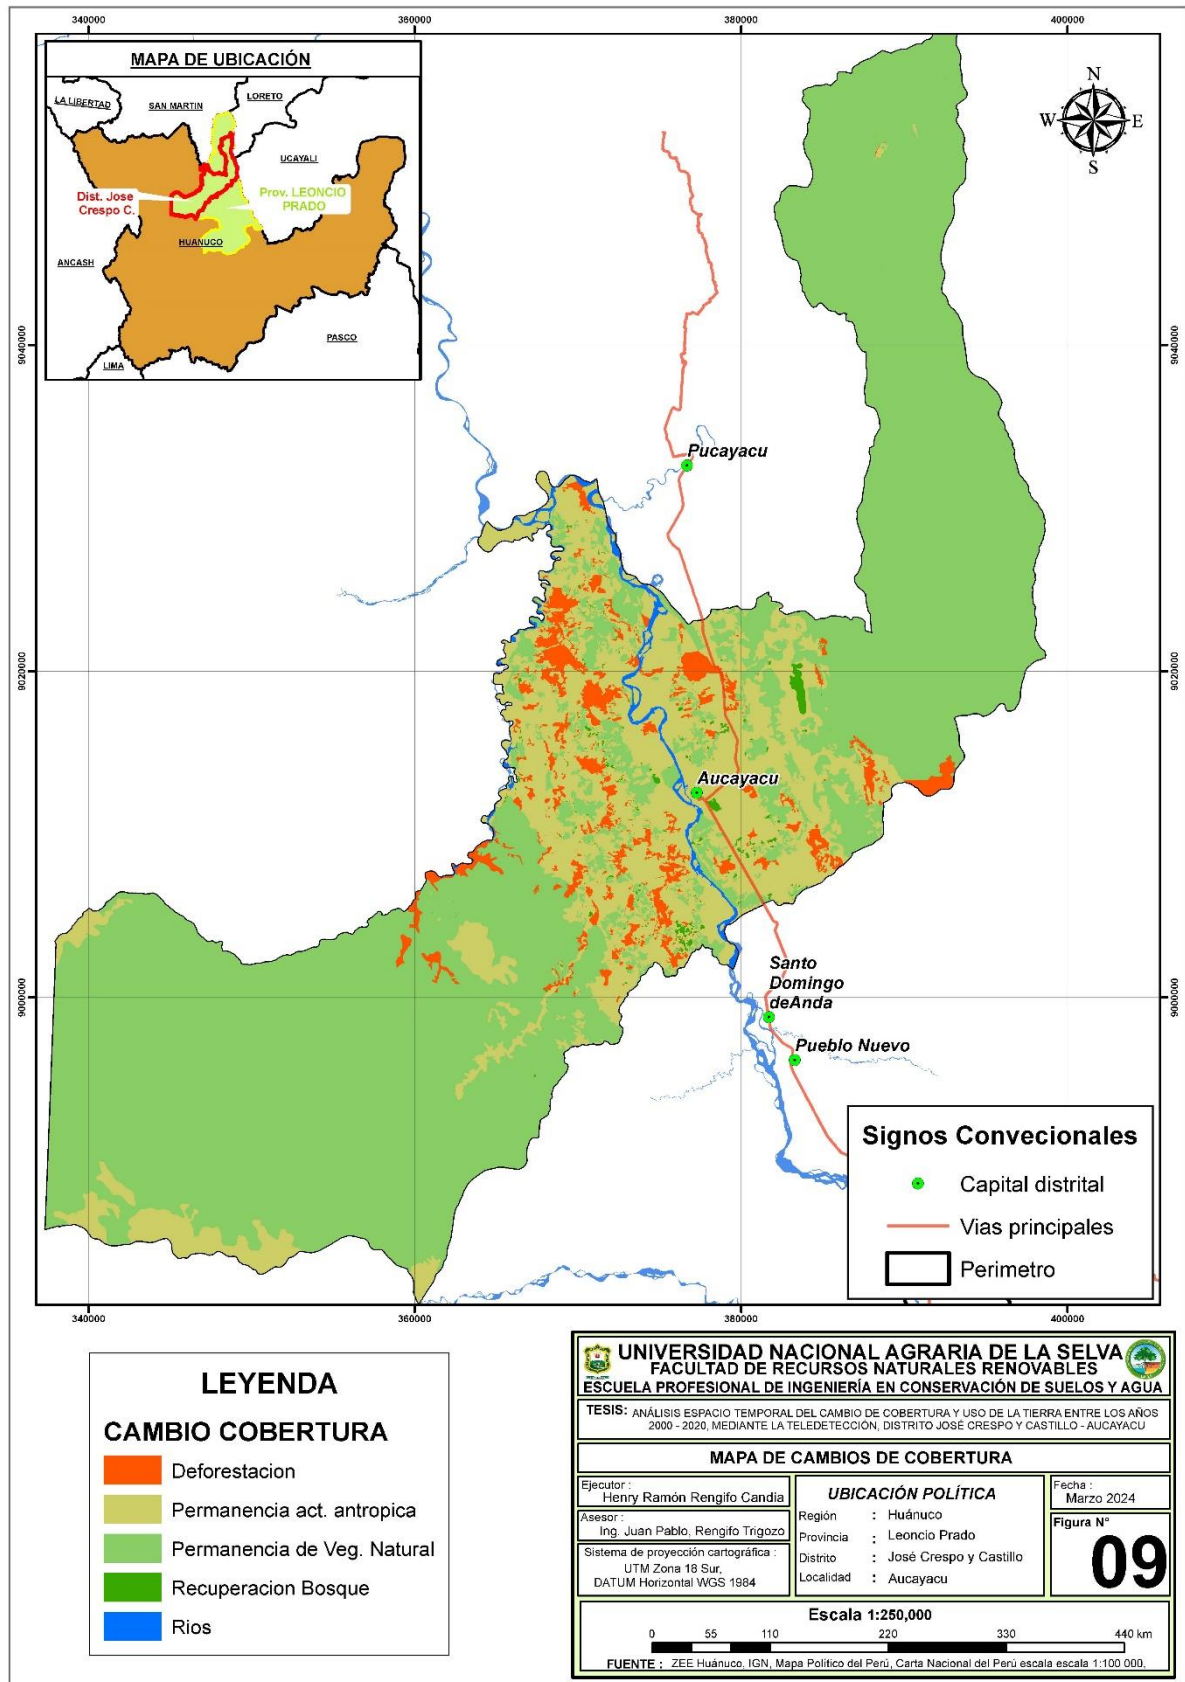 340000
360000
380000
400000
MAPA DE UBICACIÓN
LA LIBERTAD
SAN MARTIN
LORETO
UCAYALI
Dist. Jose
Crespo C.
Prov. LEONCIO
PRADO
HUANUCO
ANCASH
PASCO
LIMA
N
W
E
S
9040000
9040000
Pucayacu
9020000
9020000
Aucayacu
Santo
Domingo
deAnda
9000000
9000000
Pueblo Nuevo
Signos Convecionales
Capital distrital
Vias principales
Perimetro
340000
360000
380000
400000
LEYENDA
CAMBIO COBERTURA
Deforestacion
Permanencia act. antropica
Permanencia de Veg. Natural
Recuperacion Bosque
Rios
UNIVERSIDAD NACIONAL AGRARIA DE LA SELVA
FACULTAD DE RECURSOS NATURALES RENOVABLES
ESCUELA PROFESIONAL DE INGENIERÍA EN CONSERVACIÓN DE SUELOS Y AGUA
TESIS: ANÁLISIS ESPACIO TEMPORAL DEL CAMBIO DE COBERTURA Y USO DE LA TIERRA ENTRE LOS AÑOS
2000 - 2020, MEDIANTE LA TELEDETECCIÓN, DISTRITO JOSÉ CRESPO Y CASTILLO - AUCAYACU
MAPA DE CAMBIOS DE COBERTURA
Ejecutor :
Henry Ramón Rengifo Candia
Asesor :
Ing. Juan Pablo, Rengifo Trigozo
Sistema de proyección cartográfica :
UTM Zona 18 Sur,
DATUM Horizontal WGS 1984
UBICACIÓN POLÍTICA
Región : Huánuco
Provincia : Leoncio Prado
Distrito : José Crespo y Castillo
Localidad : Aucayacu
Fecha :
Marzo 2024
Figura N°
09
Escala 1:250,000
0 55 110 220 330 440 km
FUENTE : ZEE Huánuco, IGN, Mapa Político del Perú, Carta Nacional del Perú escala escala 1:100 000,